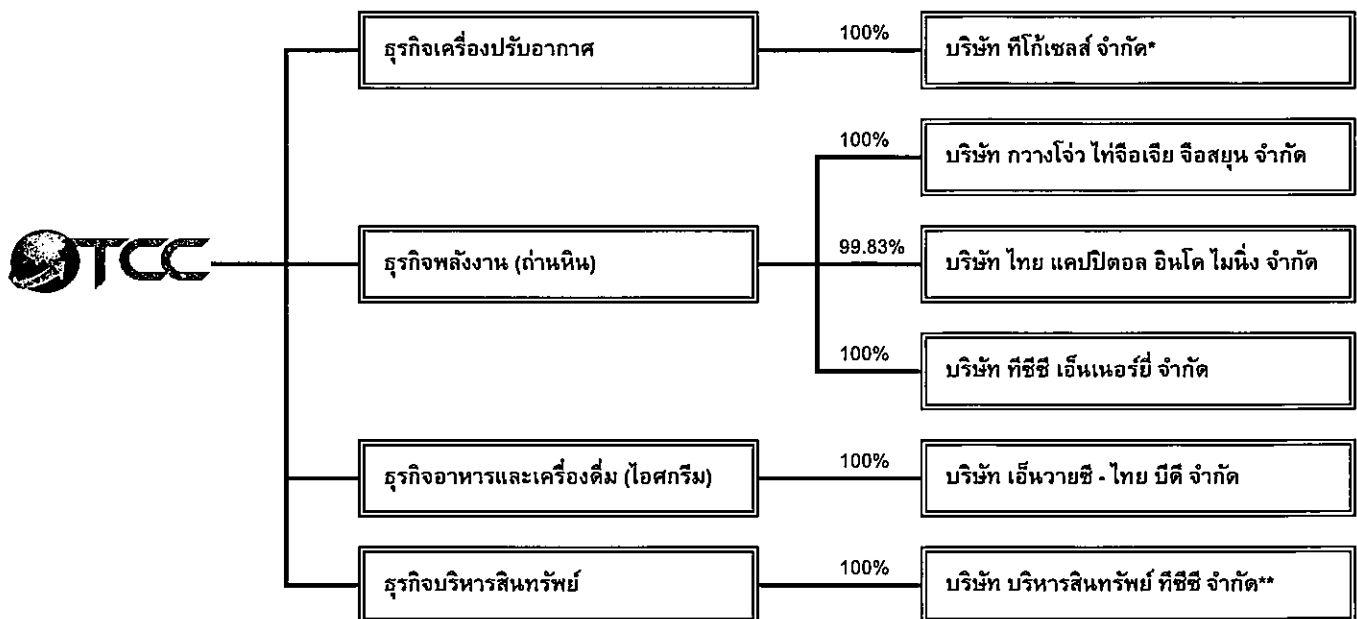 ธุรกิจเครื่องปรับอากาศ
100%
บริษัท ทีโก้เซลส์ จำกัด*
100%
บริษัท กวางโจ่ว ไท่จือเจีย จือสยุน จำกัด
TCC
ธุรกิจพลังงาน (ถ่านหิน)
99.83%
บริษัท ไทย แคปปิตอล อินโด ไมนิ่ง จำกัด
100%
บริษัท ทีซีซี เอ็นเนอร์ยี่ จำกัด
ธุรกิจอาหารและเครื่องดื่ม (ไอศกรีม)
100%
บริษัท เอ็นวายซี - ไทย บีดี จำกัด
ธุรกิจบริหารสินทรัพย์
100%
บริษัท บริหารสินทรัพย์ ทีซีซี จำกัด**